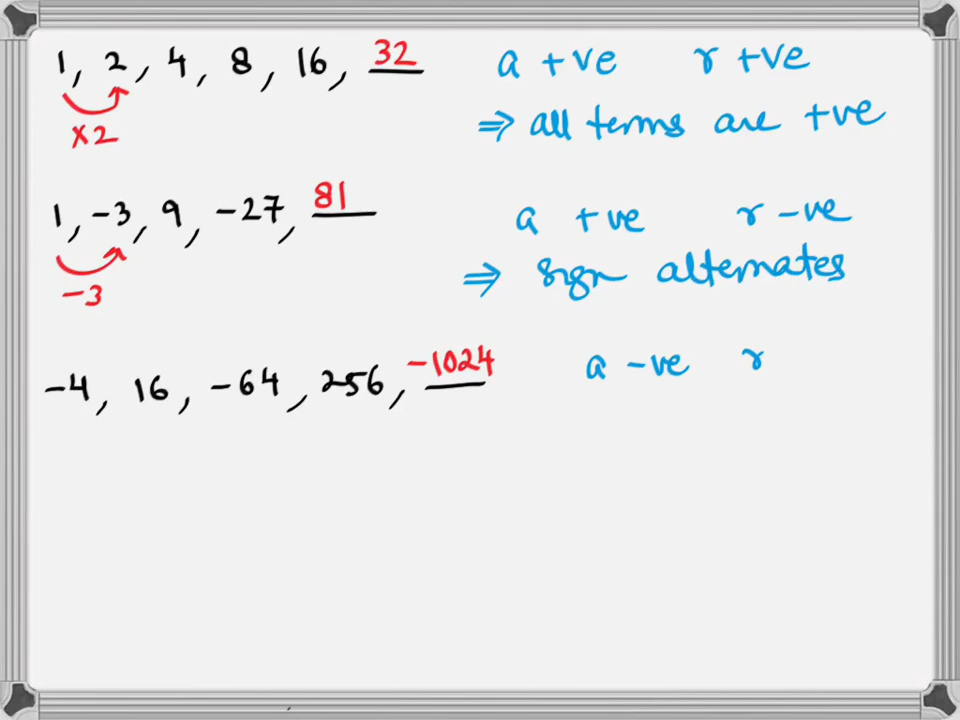 1, 2, 4, 8, 16, 32 a +ve r +ve
×2 ⇒ all terms are +ve
1, -3, 9, -27, 81 a +ve r -ve
-3 ⇒ sign alternates
-4, 16, -64, 256, -1024 a -ve r